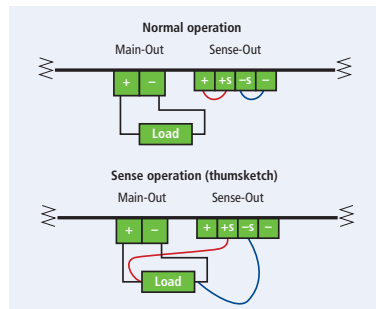 Normal operation
Main-Out Sense-Out
+ − + +s −s −
Load
Sense operation (thumsketch)
Main-Out Sense-Out
+ − + +s −s −
Load